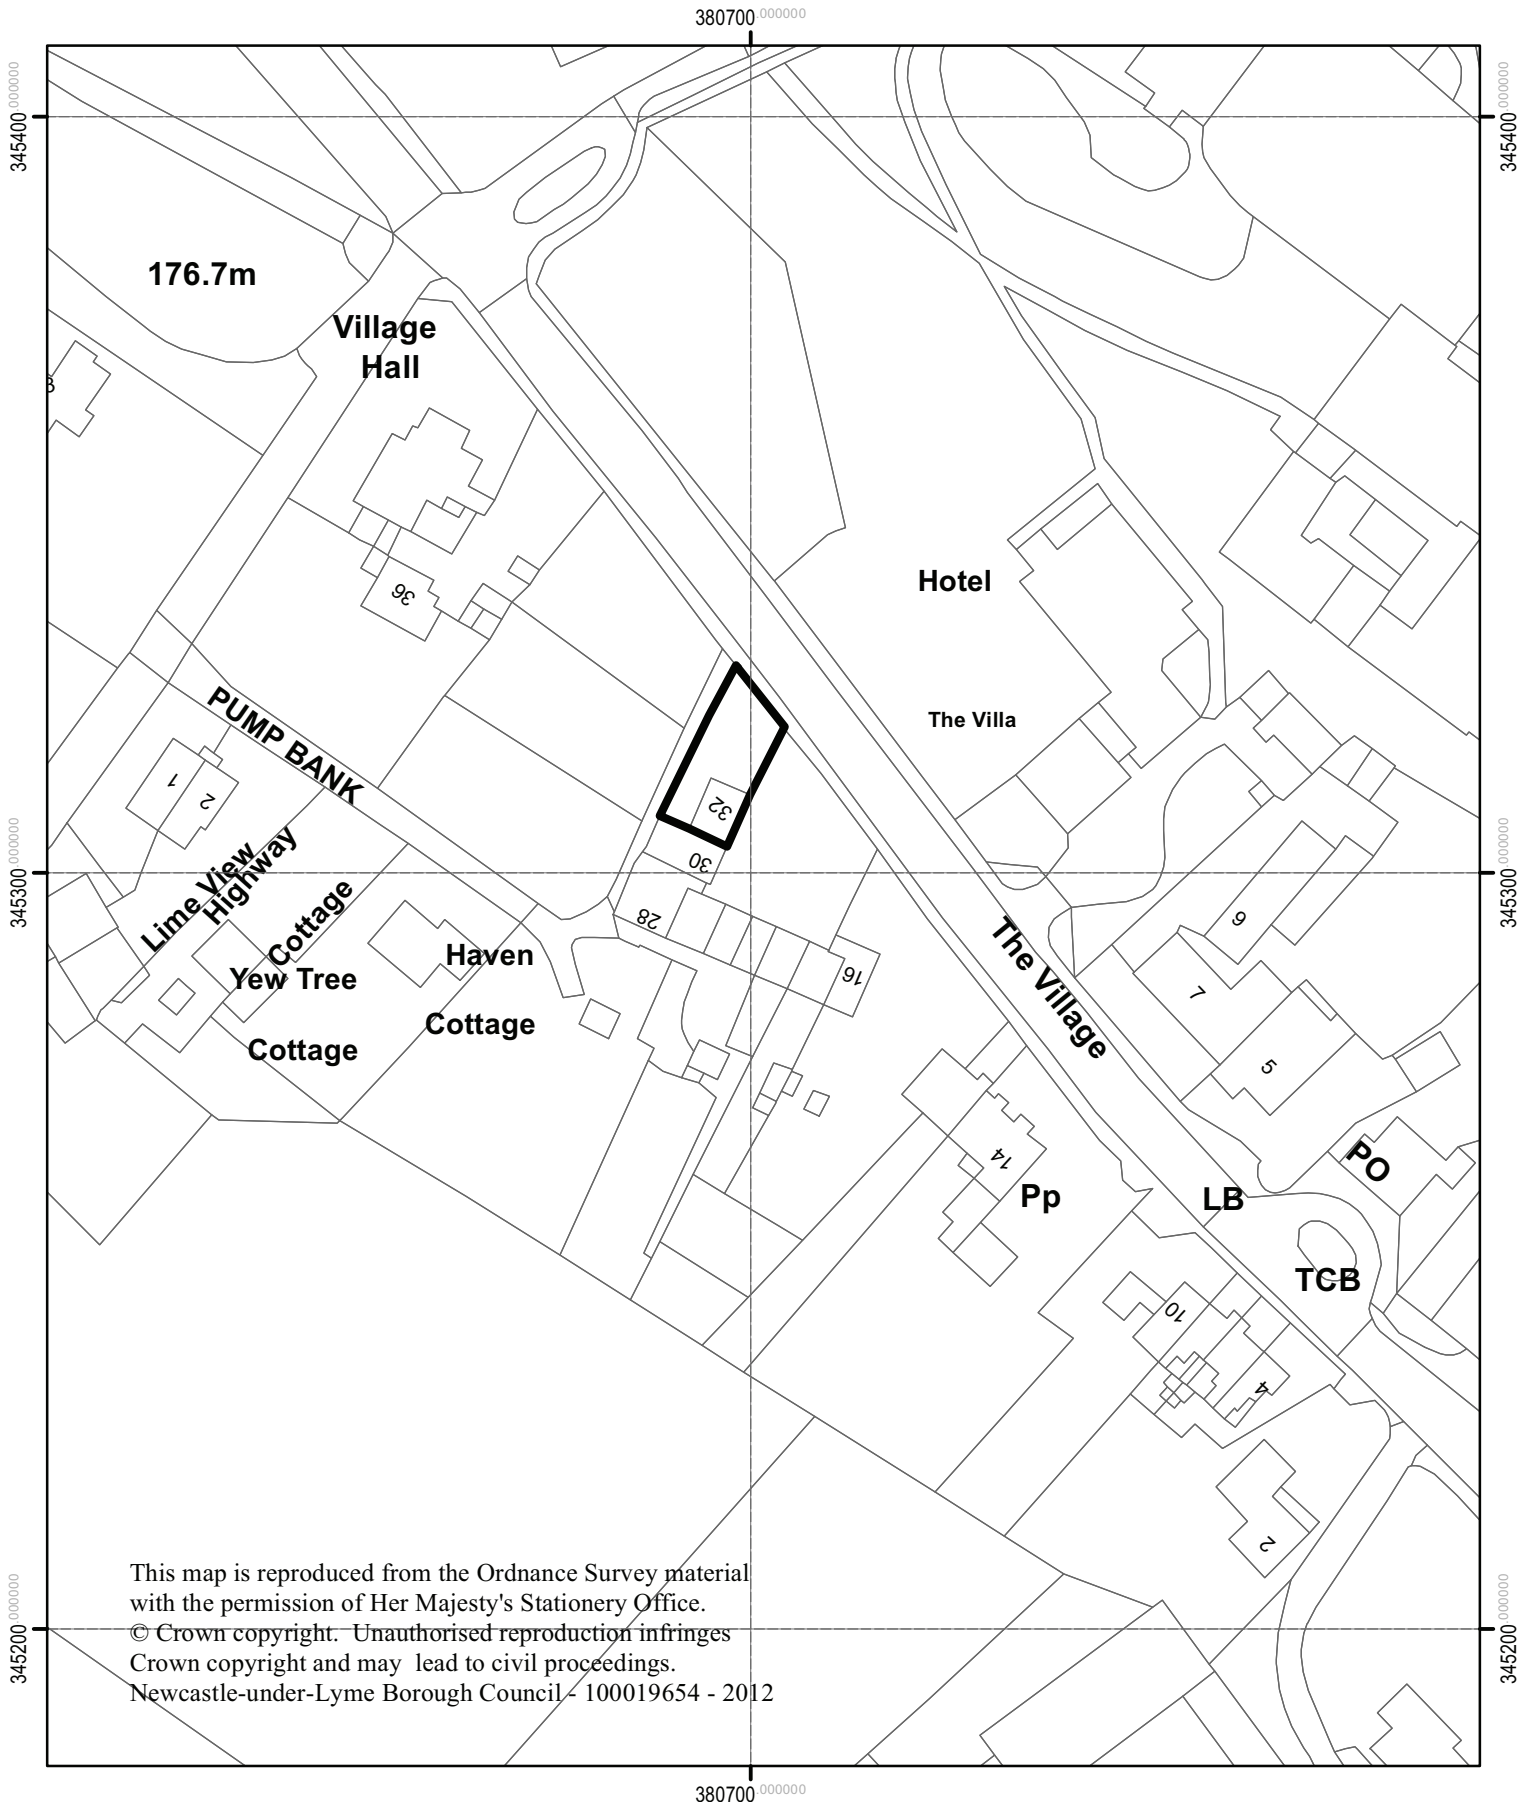 380700.000000
345400.000000
345400.000000
176.7m
Village
Hall
36
Hotel
The Villa
PUMP BANK
1
2
32
30
28
16
Lime View
Highway
Cottage
Yew Tree
Cottage
Haven
Cottage
345300.000000
345300.000000
The Village
6
7
5
14
Pp
PO
LB
TCB
10
4
2
This map is reproduced from the Ordnance Survey material
with the permission of Her Majesty's Stationery Office.
© Crown copyright. Unauthorised reproduction infringes
Crown copyright and may lead to civil proceedings.
Newcastle-under-Lyme Borough Council - 100019654 - 2012
345200.000000
345200.000000
380700.000000